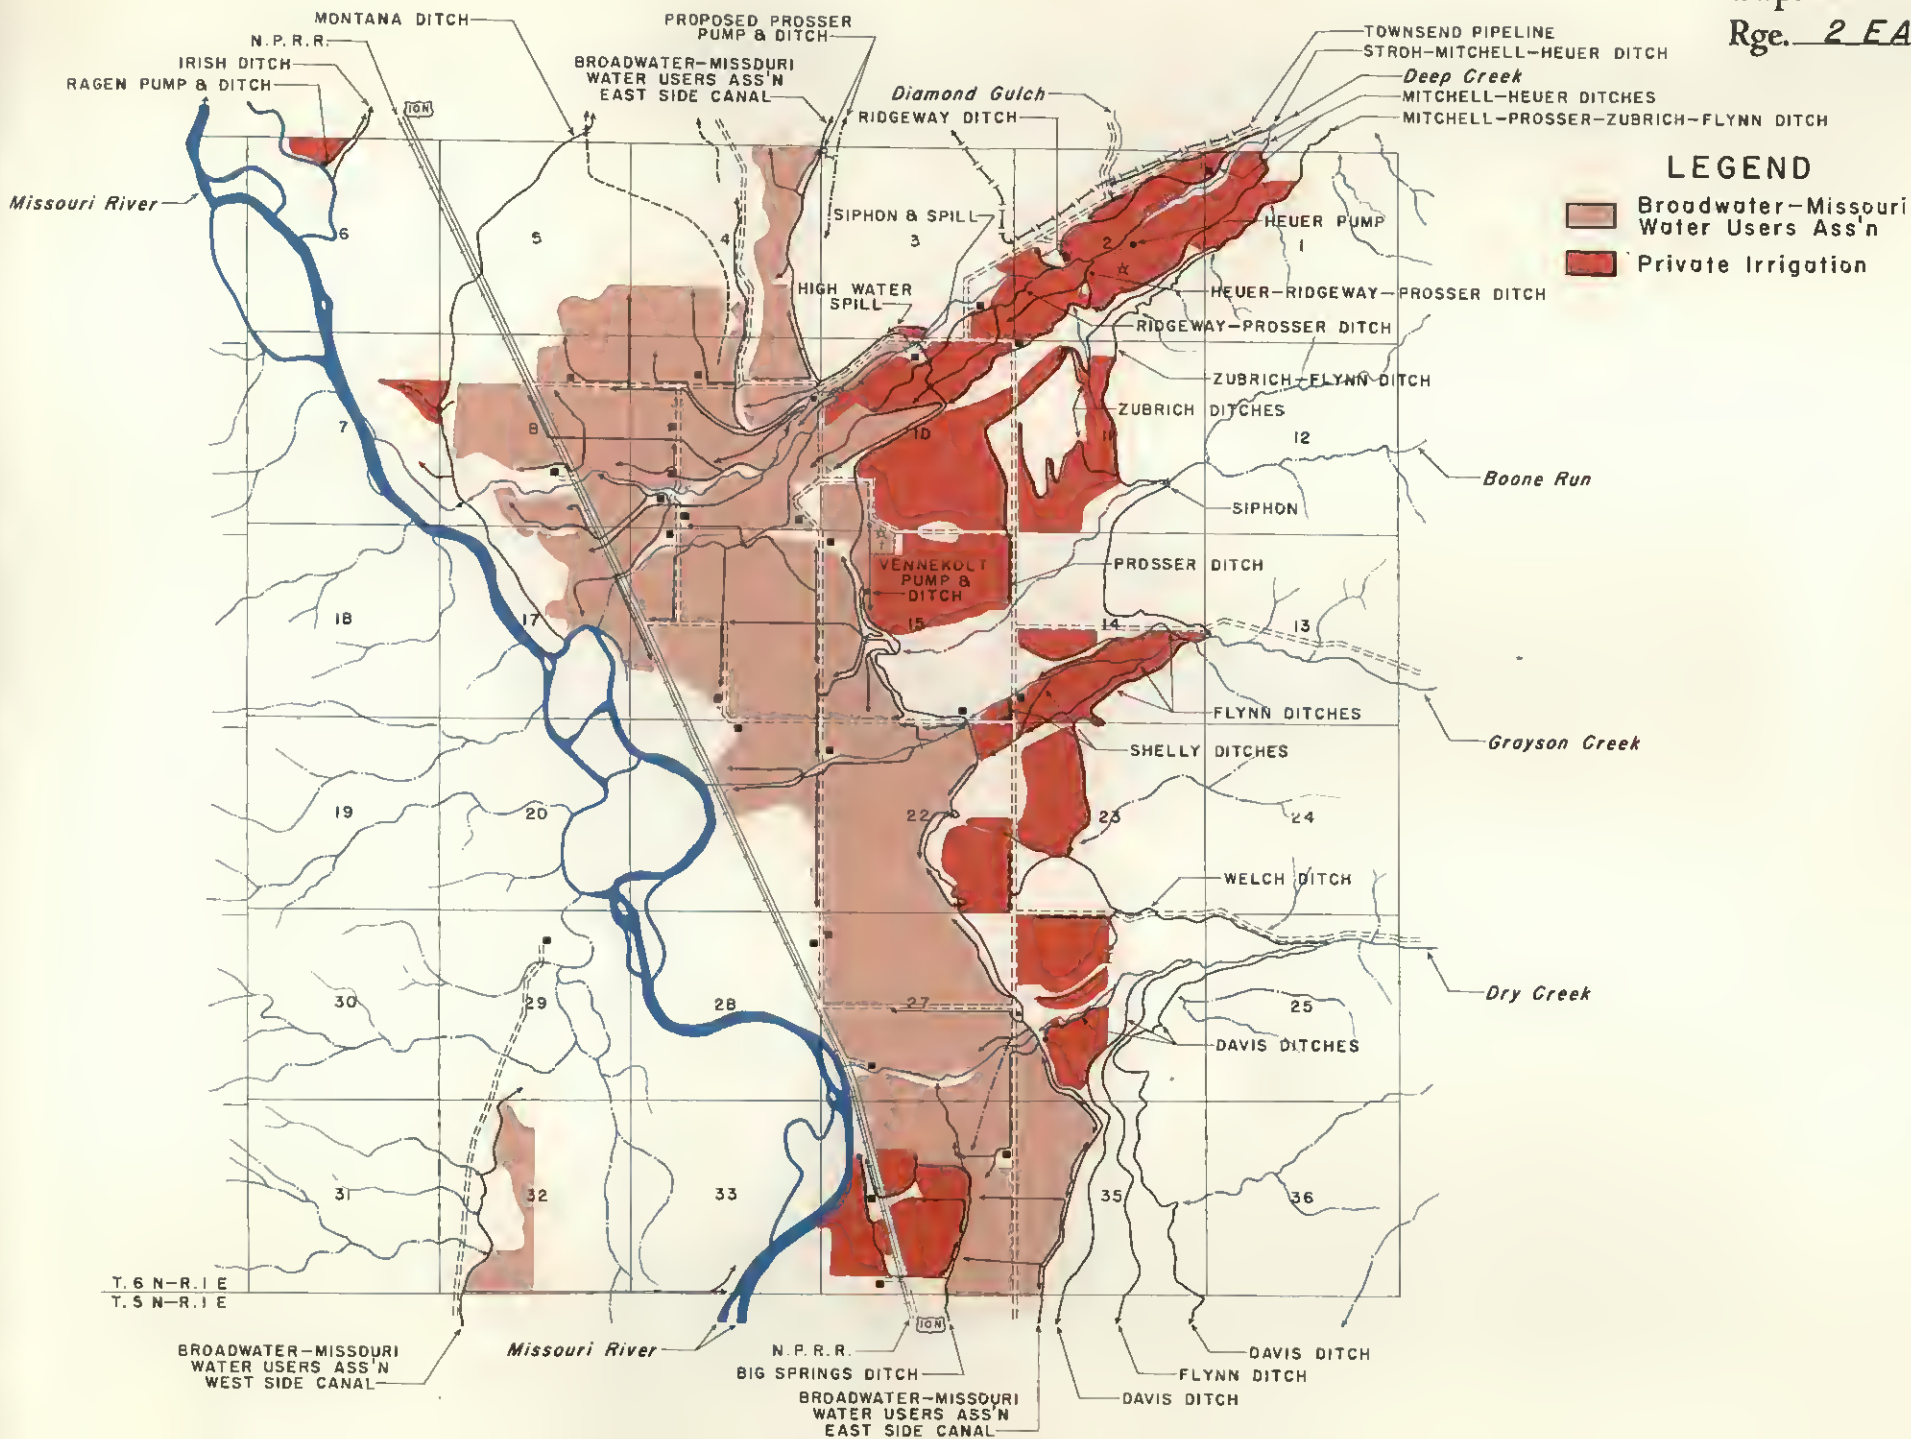 Rge. 2 EA
MONTANA DITCH
N.P.R.R.
IRISH DITCH
RAGEN PUMP & DITCH
PROPOSED PROSSER
PUMP & DITCH
BROADWATER-MISSOURI
WATER USERS ASS'N
EAST SIDE CANAL
Diamond Gulch
RIDGEWAY DITCH
TOWNSEND PIPELINE
STROH-MITCHELL-HEUER DITCH
Deep Creek
MITCHELL-HEUER DITCHES
MITCHELL-PROSSER-ZUBRICH-FLYNN DITCH
10N
LEGEND
Broadwater-Missouri
Water Users Ass'n
Private Irrigation
Missouri River
SIPHON & SPILL
HEUER PUMP
6
5
4
3
2
1
HIGH WATER
SPILL
HEUER-RIDGEWAY-PROSSER DITCH
RIDGEWAY-PROSSER DITCH
ZUBRICH-FLYNN DITCH
ZUBRICH DITCHES
7
8
10
11
12
Boone Run
SIPHON
VENNEKOLT
PUMP &
DITCH
PROSSER DITCH
18
17
15
14
13
FLYNN DITCHES
SHELLY DITCHES
Grayson Creek
19
20
22
23
24
WELCH DITCH
30
29
28
27
25
Dry Creek
DAVIS DITCHES
31
32
33
35
36
T. 6 N-R. I E
T. 5 N-R. I E
10N
BROADWATER-MISSOURI
WATER USERS ASS'N
WEST SIDE CANAL
Missouri River
N.P.R.R.
BIG SPRINGS DITCH
BROADWATER-MISSOURI
WATER USERS ASS'N
EAST SIDE CANAL
DAVIS DITCH
FLYNN DITCH
DAVIS DITCH